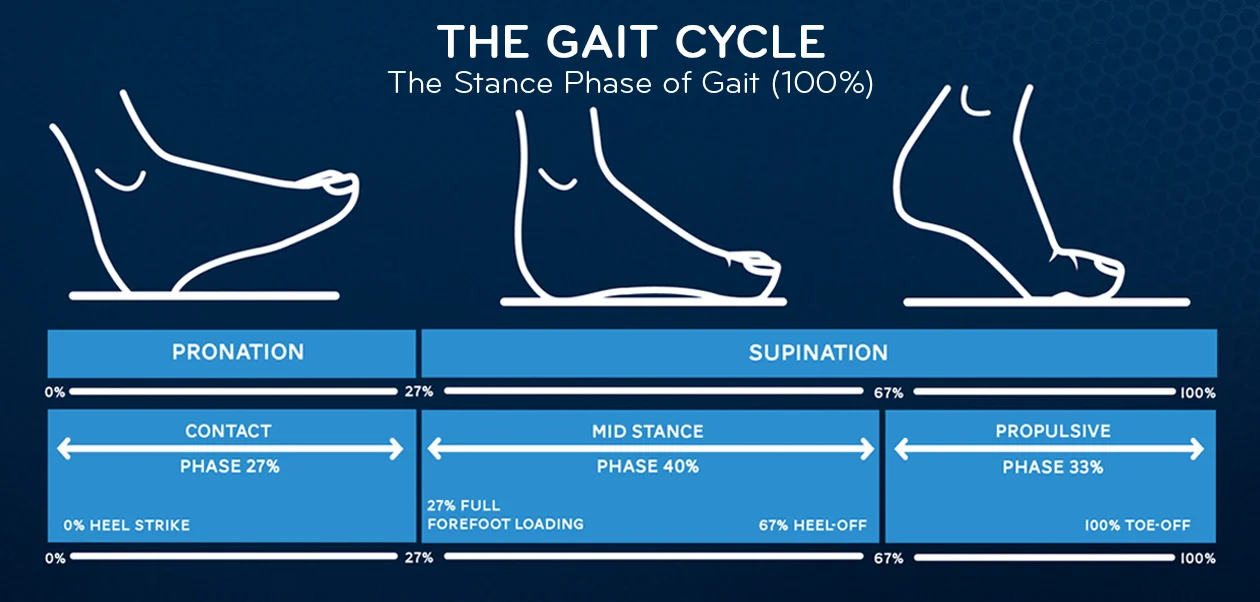 THE GAIT CYCLE
The Stance Phase of Gait (100%)
PRONATION
SUPINATION
0%
27%
67%
100%
CONTACT
PHASE 27%
0% HEEL STRIKE
MID STANCE
PHASE 40%
27% FULL
FOREFOOT LOADING
67% HEEL-OFF
PROPULSIVE
PHASE 33%
100% TOE-OFF
0%
27%
67%
100%